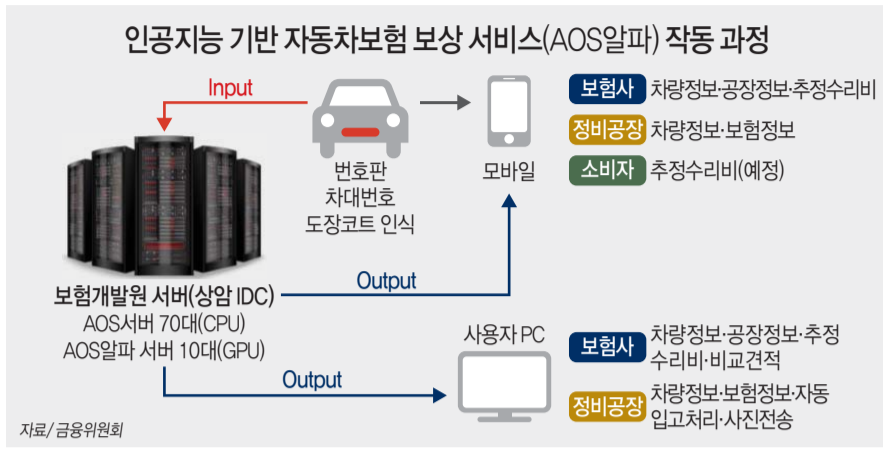 인공지능 기반 자동차보험 보상 서비스(AOS알파) 작동 과정
Input
번호판
차대번호
도장코트 인식
모바일
보험사 차량정보·공장정보·추정수리비
정비공장 차량정보·보험정보
소비자 추정수리비(예정)
Output
보험개발원 서버(상암 IDC)
AOS서버 70대(CPU)
AOS알파 서버 10대(GPU)
Output
사용자 PC
보험사 차량정보·공장정보·추정
수리비·비교견적
정비공장 차량정보·보험정보·자동
입고처리·사진전송
자료/금융위원회